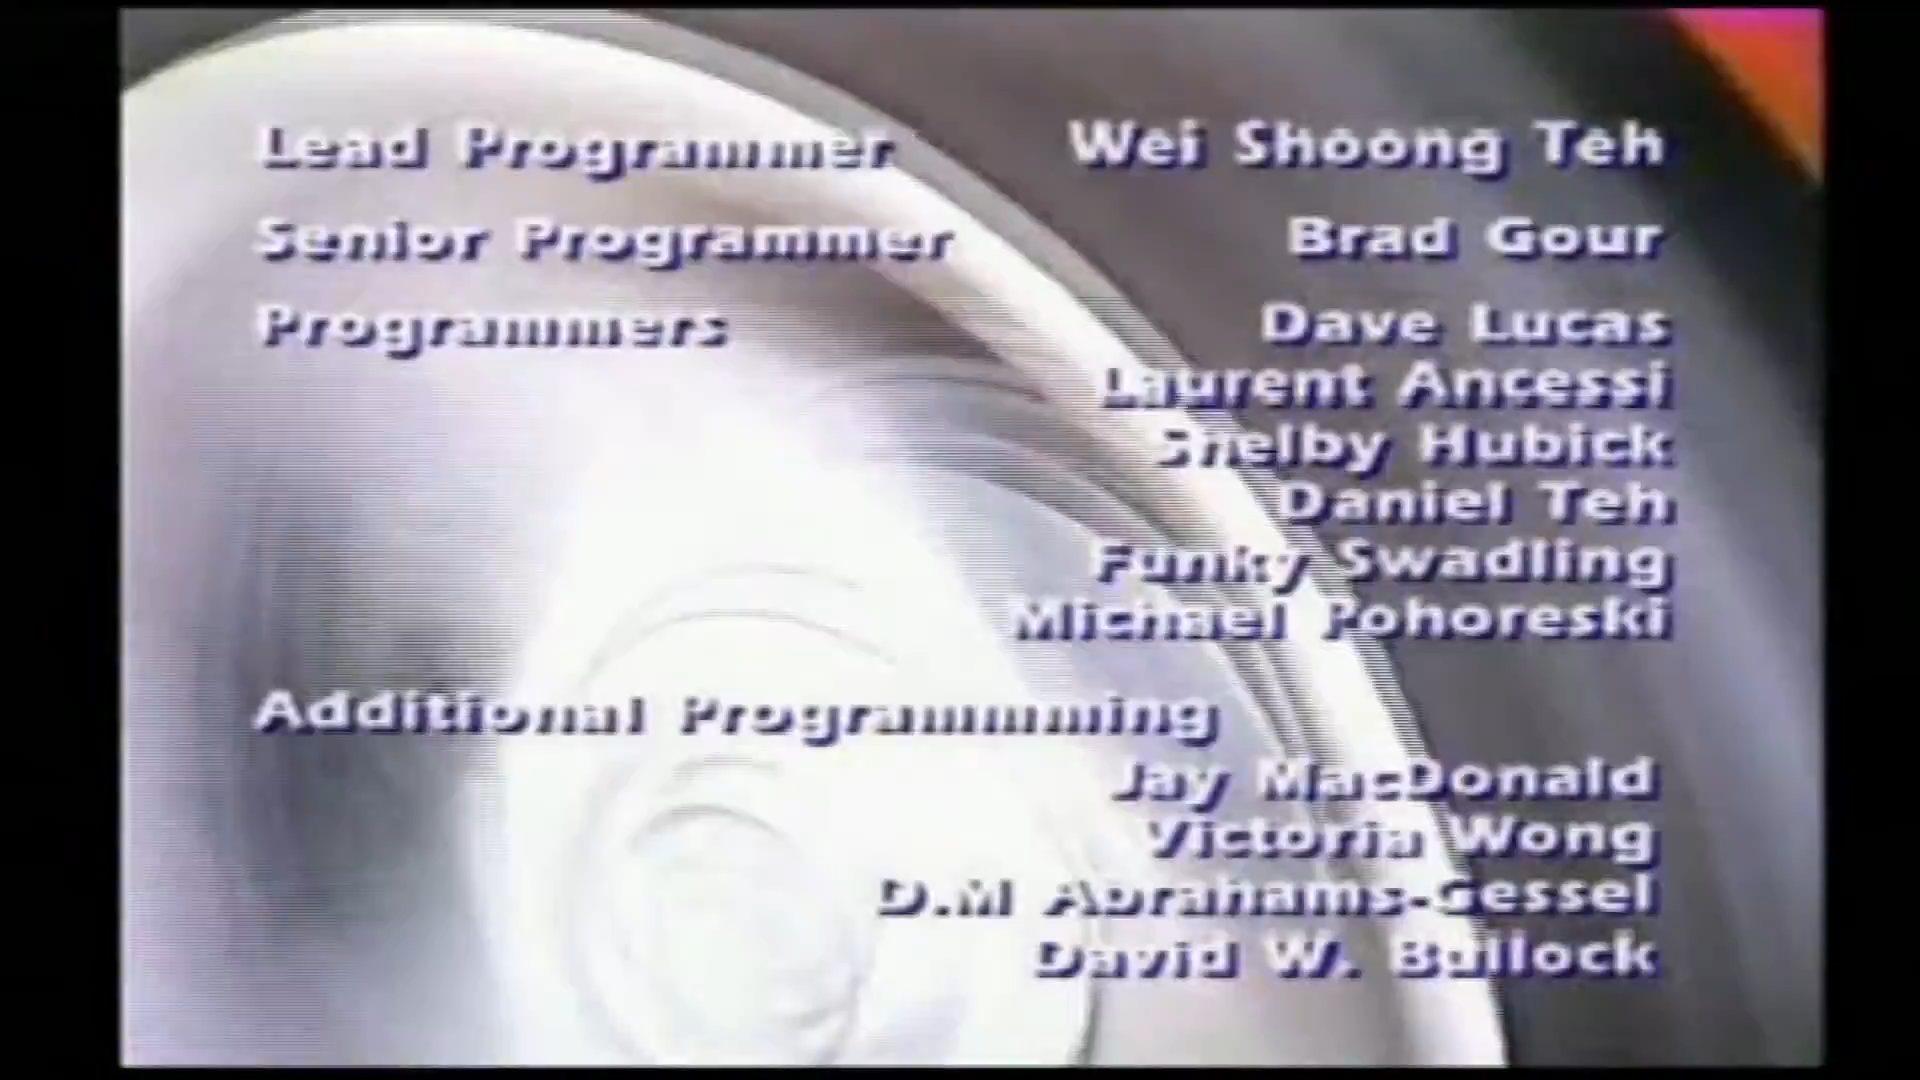 Lead Programmer Wei Shoong Teh
Senior Programmer Brad Gour
Programmers Dave Lucas
Laurent Ancessi
Shelby Hubick
Daniel Teh
Funky Swadling
Michael Pohoreski
Additional Programmming
Jay MacDonald
Victoria Wong
D.M Abrahams-Gessel
David W. Bullock